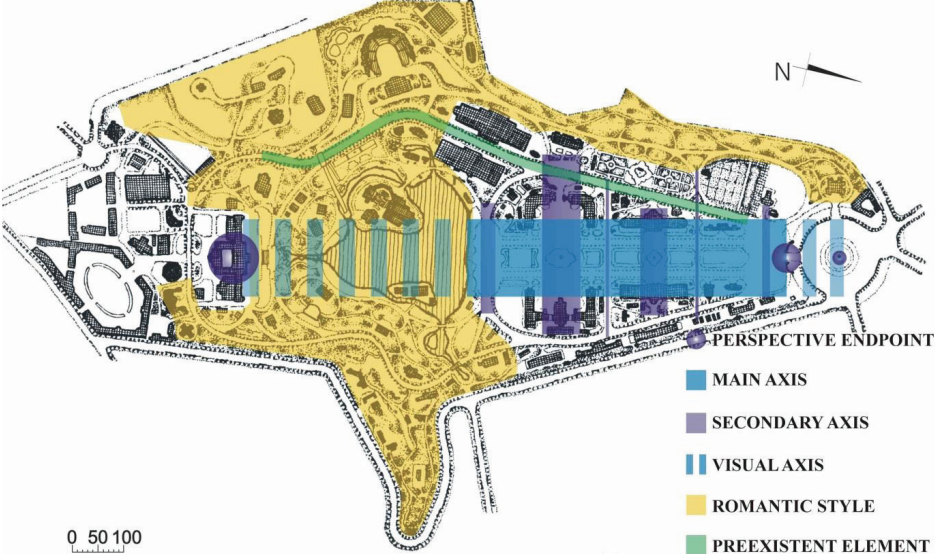 N
PERSPECTIVE ENDPOINT
MAIN AXIS
SECONDARY AXIS
VISUAL AXIS
ROMANTIC STYLE
PREEXISTENT ELEMENT
0 50 100